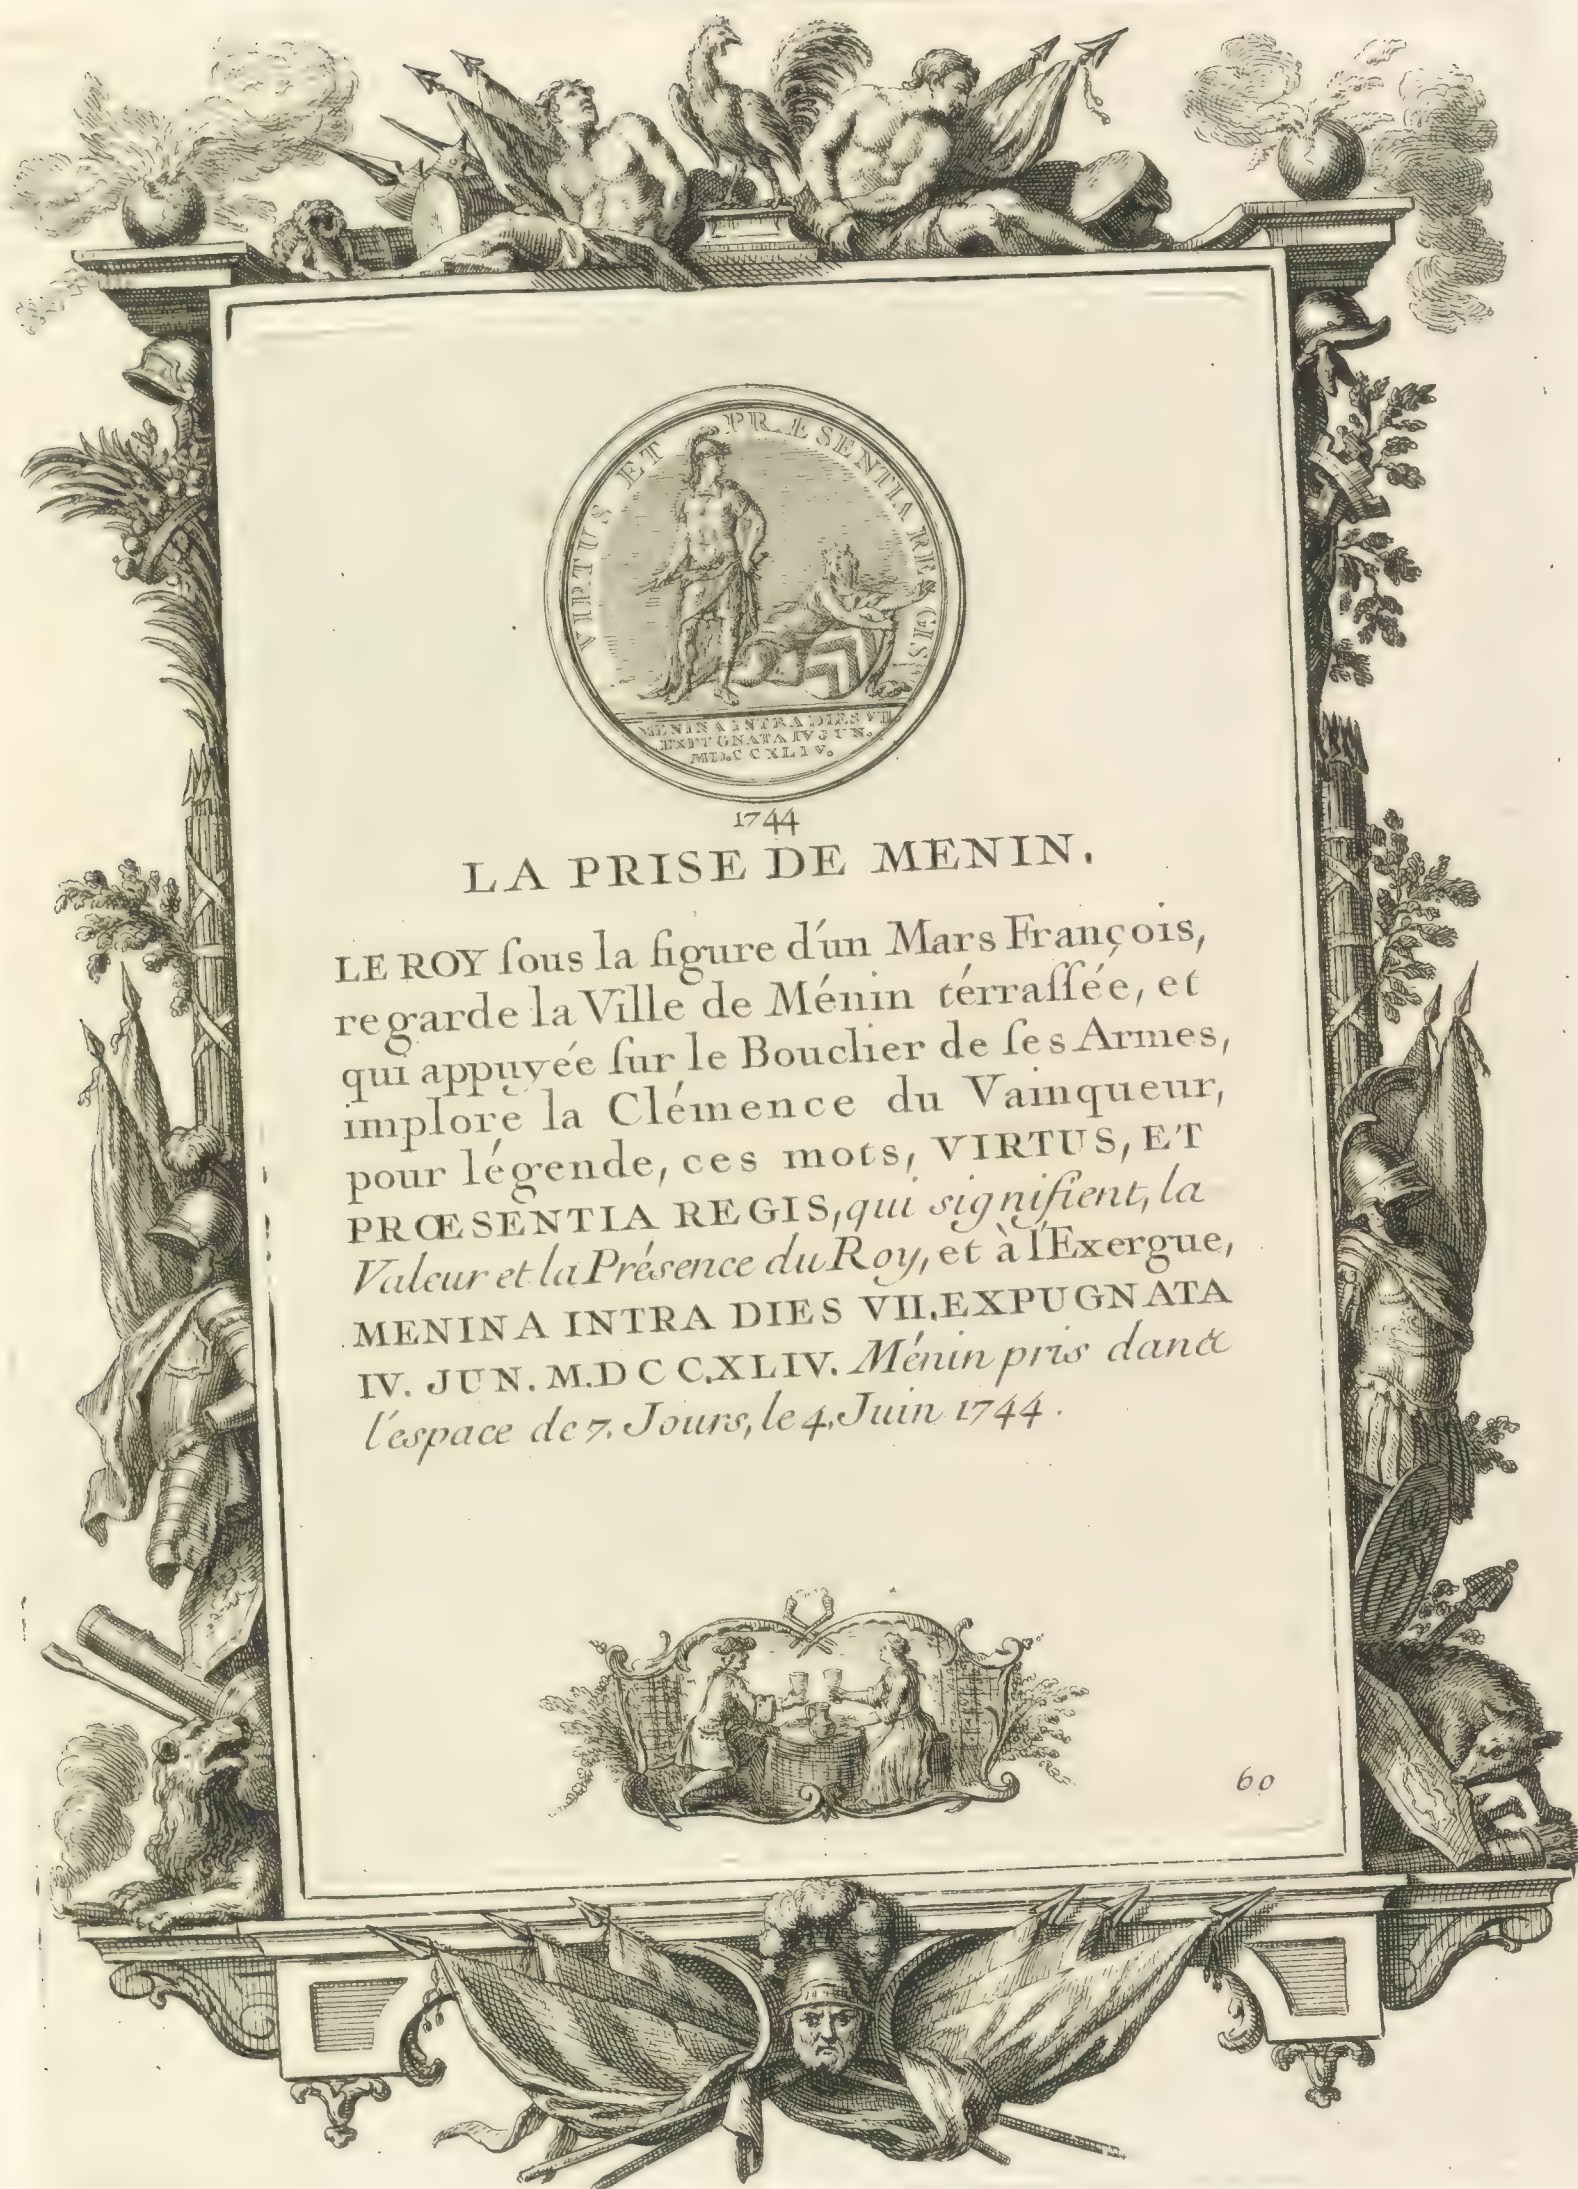 VIRTUS ET PRÆSENTIA REGIS
MENINA INTRA DIES VII.
EXPUGNATA IV JUN.
MD.CCXLIV.
1744
LA PRISE DE MENIN.
LE ROY ſous la figure d'un Mars François,
regarde la Ville de Ménin térraſſée, et
qui appuyée ſur le Bouclier de ſes Armes,
implore la Clémence du Vainqueur,
pour légende, ces mots, VIRTUS, ET
PRŒSENTIA REGIS, qui signifient, la
Valeur et la Présence du Roy, et à l'Exergue,
MENINA INTRA DIES VII. EXPUGNATA
IV. JUN. M.DCC.XLIV. Ménin pris dans
l'espace de 7. Jours, le 4. Juin 1744.
60